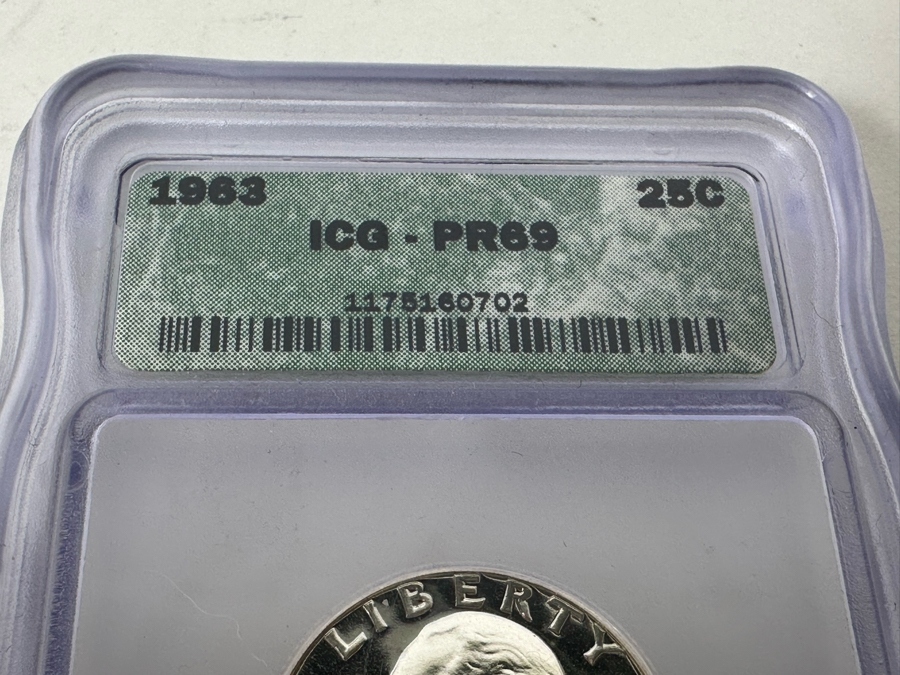 1963 25C
ICG - PR69
1175160702
LIBERTY